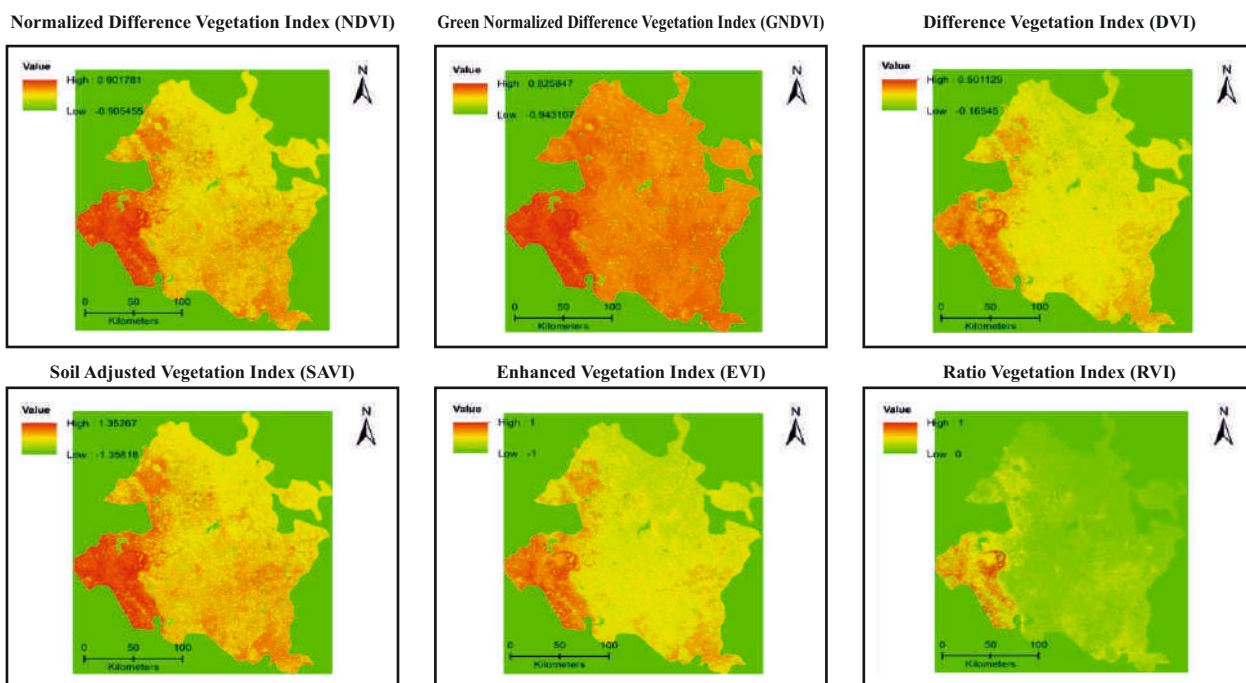 Normalized Difference Vegetation Index (NDVI)
Value
High : 0.901781
Low : -0.905455
N
0 50 100
Kilometers
Green Normalized Difference Vegetation Index (GNDVI)
Value
High : 0.825847
Low : -0.943107
N
0 50 100
Kilometers
Difference Vegetation Index (DVI)
Value
High : 0.501129
Low : -0.16545
N
0 50 100
Kilometers
Soil Adjusted Vegetation Index (SAVI)
Value
High : 1.35267
Low : -1.35818
N
0 50 100
Kilometers
Enhanced Vegetation Index (EVI)
Value
High : 1
Low : -1
N
0 50 100
Kilometers
Ratio Vegetation Index (RVI)
Value
High : 1
Low : 0
N
0 50 100
Kilometers